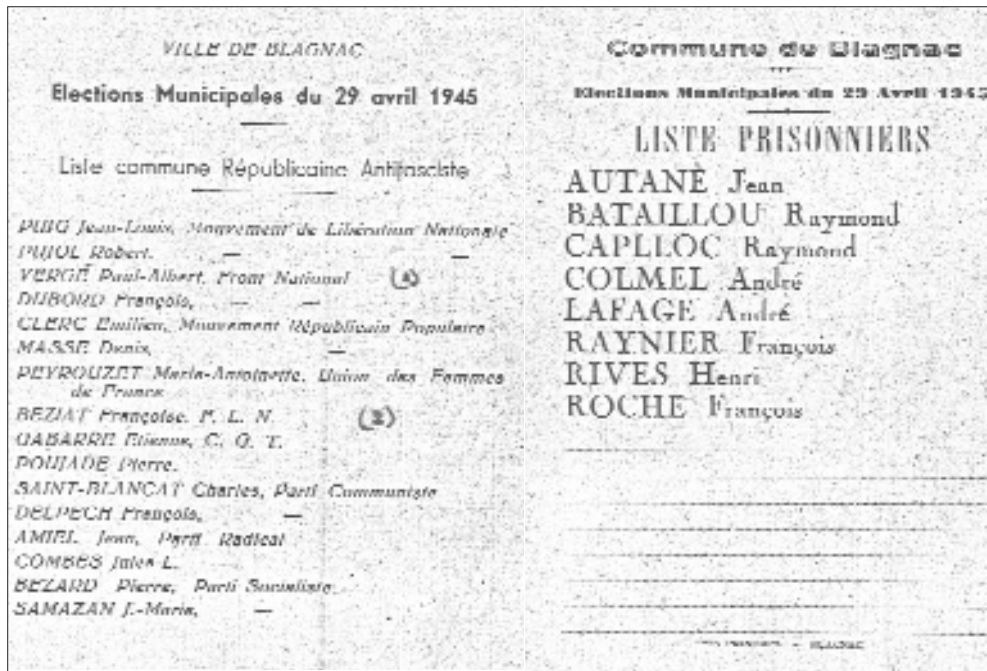 VILLE DE BLAGNAC
Elections Municipales du 29 avril 1945
Liste commune Républicaine Antifasciste
PUIG Jean-Louis, Mouvement de Libération Nationale
PUJOL Robert. — —
VERGÉ Paul-Albert, Front National
DUBORD François, — —
CLERC Emilien, Mouvement Républicain Populaire
MASSE Denis, —
PEYROUZET Marie-Antoinette, Union des Femmes
de France
BEZIAT Françoise, F. L. N. (2)
GABARRE Etienne, C. G. T.
POUJADE Pierre.
SAINT-BLANCAT Charles, Parti Communiste
DELPECH François, —
AMIEL Jean, Parti Radical
COMBES Jules-L.
BEZARD Pierre, Parti Socialiste
SAMAZAN J.-Marie, —
Commune de Blagnac
Elections Municipales du 29 Avril 1945
LISTE PRISONNIERS
AUTANÈ Jean
BATAILLOU Raymond
CAPLLOC Raymond
COLMEL André
LAFAGE André
RAYNIER François
RIVES Henri
ROCHE François